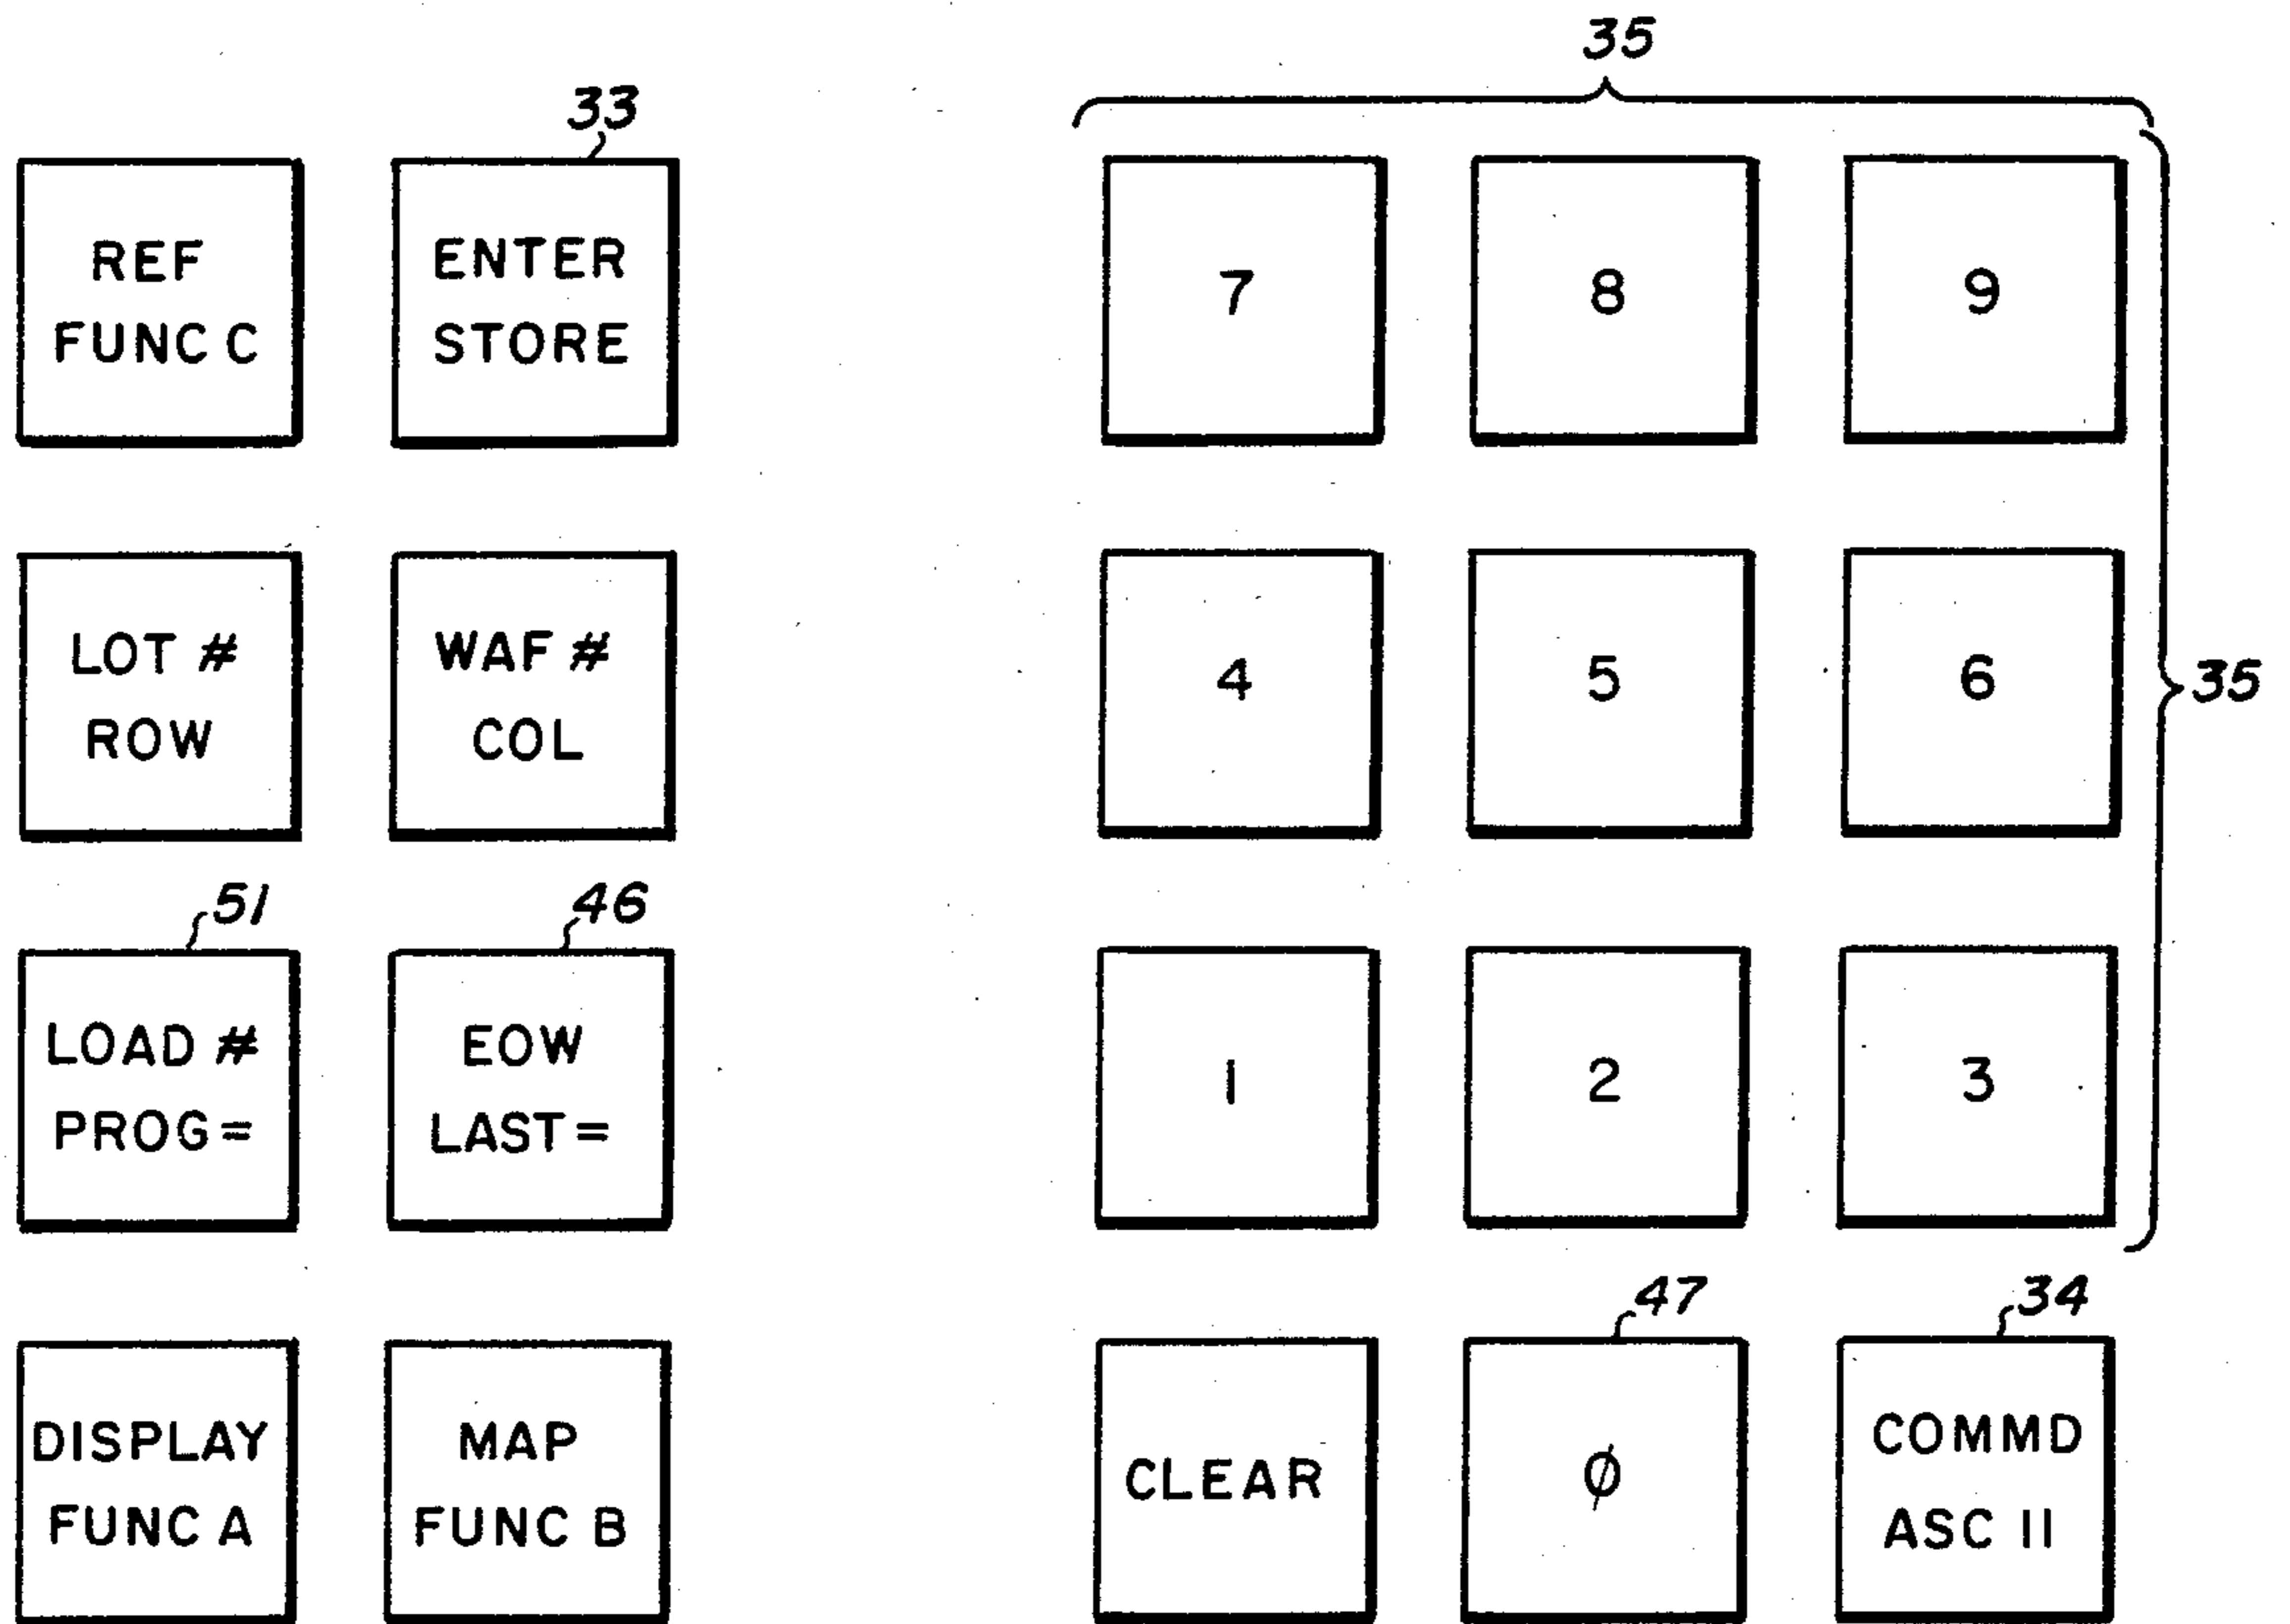 35
33
REF
FUNC C
ENTER
STORE
7
8
9
LOT #
ROW
WAF #
COL
4
5
6
35
51
46
LOAD #
PROG=
EOW
LAST=
1
2
3
47
34
DISPLAY
FUNC A
MAP
FUNC B
CLEAR
Ø
COMMD
ASC II